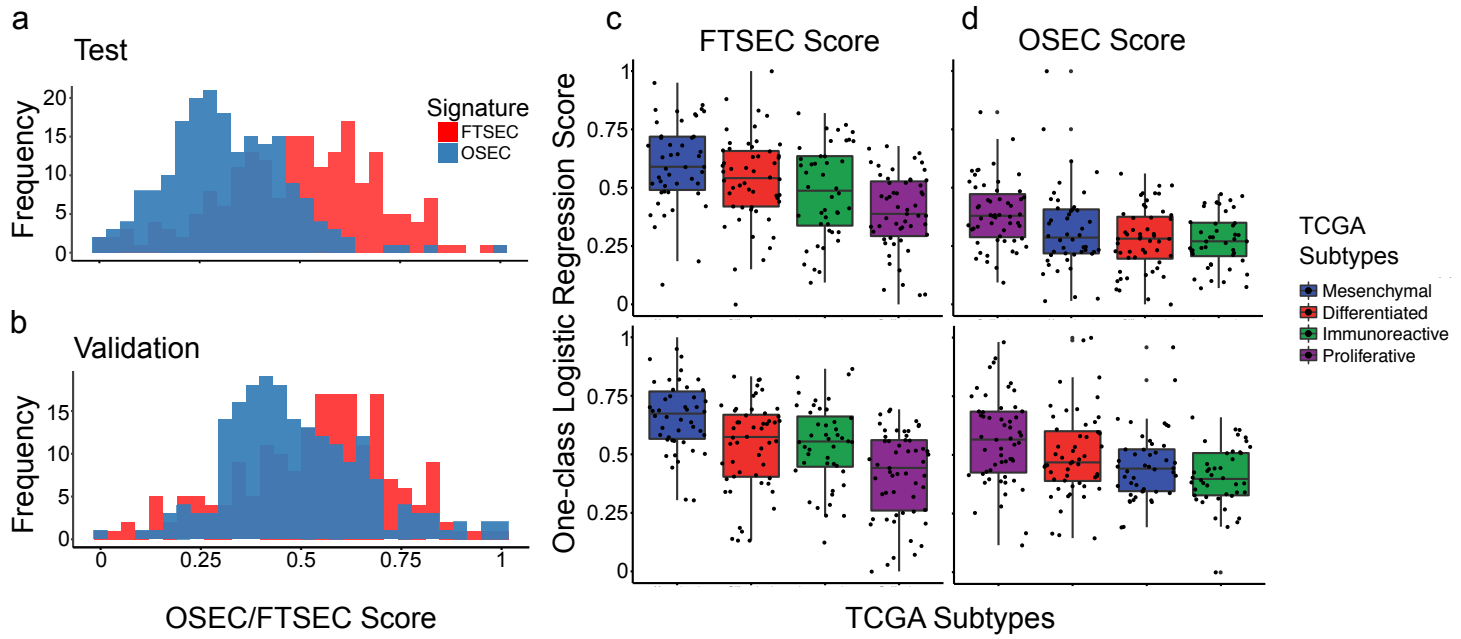 a
Test
20
15
10
5
0
Frequency
Signature
FTSEC
OSEC
b
Validation
15
10
5
0
Frequency
0
0.25
0.5
0.75
1
OSEC/FTSEC Score
c
FTSEC Score
d
OSEC Score
One-class Logistic Regression Score
1
0.75
0.5
0.25
0
1
0.75
0.5
0.25
0
TCGA Subtypes
TCGA
Subtypes
Mesenchymal
Differentiated
Immunoreactive
Proliferative